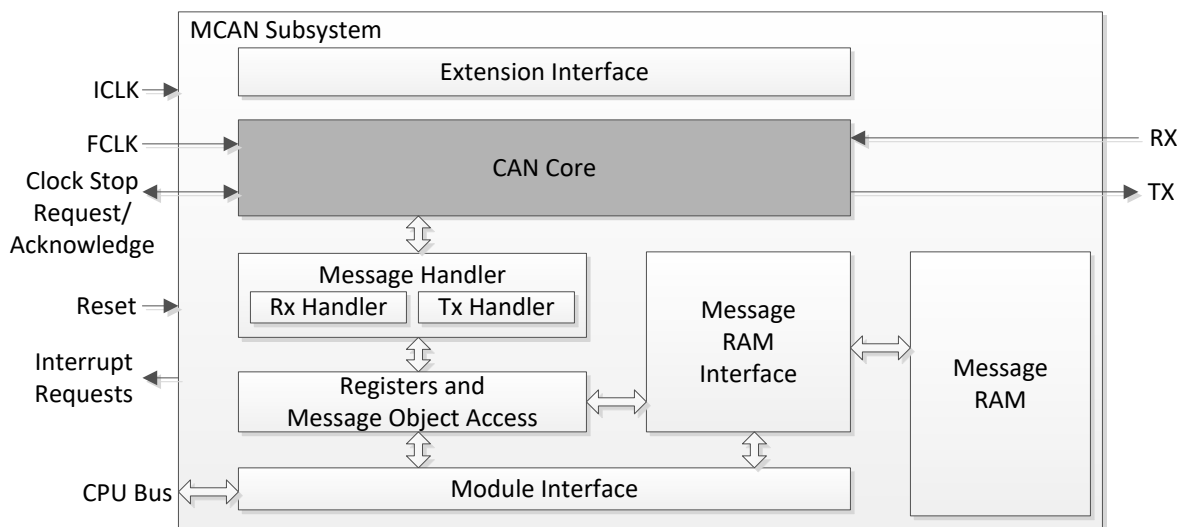 MCAN Subsystem
Extension Interface
ICLK
FCLK
CAN Core
RX
Clock Stop
Request/
Acknowledge
TX
Message Handler
Rx Handler
Tx Handler
Reset
Message
RAM
Interface
Interrupt
Requests
Registers and
Message Object Access
Message
RAM
CPU Bus
Module Interface